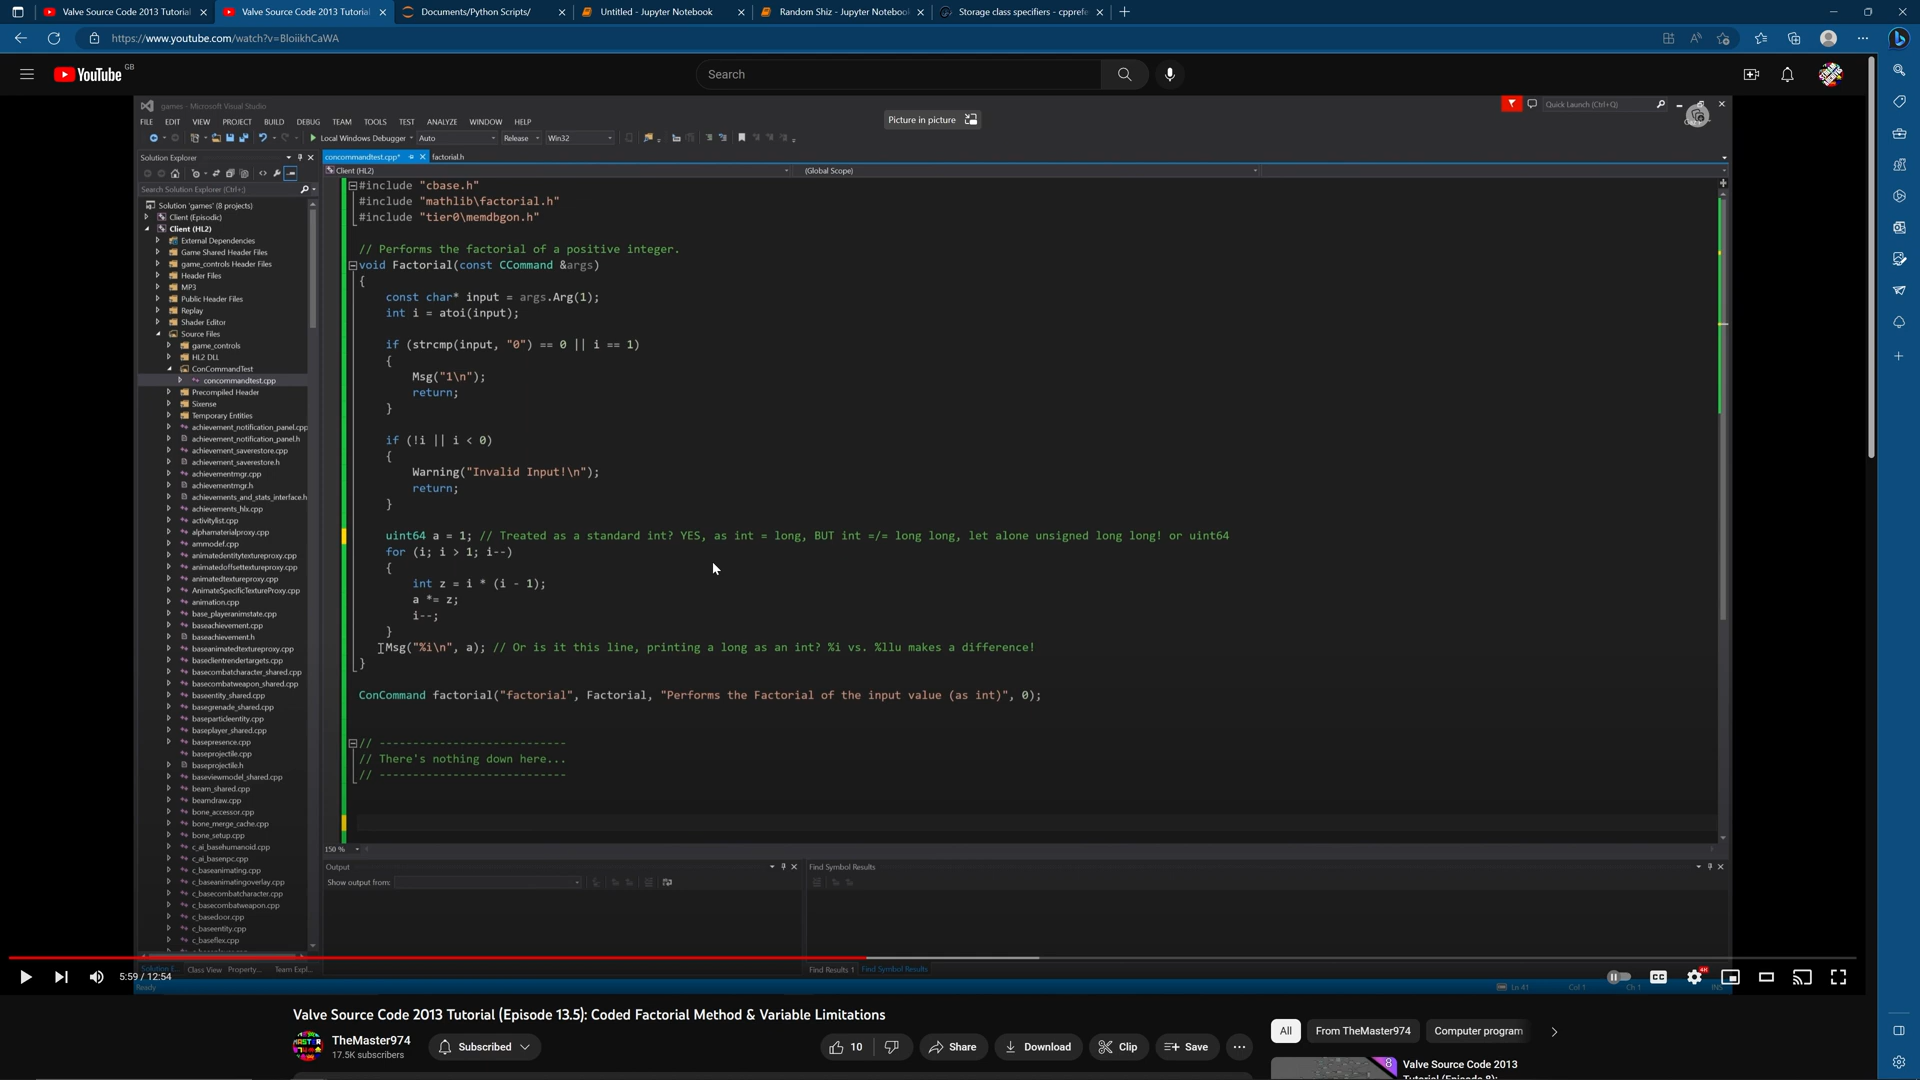 Valve Source Code 2013 Tutorial
Valve Source Code 2013 Tutorial
Documents/Python Scripts/
Untitled - Jupyter Notebook
Random Shiz - Jupyter Notebook
Storage class specifiers - cpprefe
https://www.youtube.com/watch?v=BloiikhCaWA
YouTube GB
Search
games - Microsoft Visual Studio
Picture in picture
Quick Launch (Ctrl+Q)
FILE EDIT VIEW PROJECT BUILD DEBUG TEAM TOOLS TEST ANALYZE WINDOW HELP
Local Windows Debugger Auto Release Win32
Solution Explorer
concommandtest.cpp* factorial.h
Client (HL2) (Global Scope)
Search Solution Explorer (Ctrl+;)
Solution 'games' (8 projects)
Client (Episodic)
Client (HL2)
External Dependencies
Game Shared Header Files
game_controls Header Files
Header Files
MP3
Public Header Files
Replay
Shader Editor
Source Files
game_controls
HL2 DLL
ConCommandTest
concommandtest.cpp
Precompiled Header
Sixense
Temporary Entities
achievement_notification_panel.cpp
achievement_notification_panel.h
achievement_saverestore.cpp
achievement_saverestore.h
achievementmgr.cpp
achievementmgr.h
achievements_and_stats_interface.h
achievements_hlx.cpp
activitylist.cpp
alphamaterialproxy.cpp
ammodef.cpp
animatedentitytextureproxy.cpp
animatedoffsettextureproxy.cpp
animatedtextureproxy.cpp
AnimateSpecificTextureProxy.cpp
animation.cpp
base_playeranimstate.cpp
baseachievement.cpp
baseachievement.h
baseanimatedtextureproxy.cpp
baseclientrendertargets.cpp
basecombatcharacter_shared.cpp
basecombatweapon_shared.cpp
baseentity_shared.cpp
basegrenade_shared.cpp
baseparticleentity.cpp
baseplayer_shared.cpp
basepresence.cpp
baseprojectile.cpp
baseprojectile.h
baseviewmodel_shared.cpp
beam_shared.cpp
beamdraw.cpp
bone_accessor.cpp
bone_merge_cache.cpp
bone_setup.cpp
c_ai_basehumanoid.cpp
c_ai_basenpc.cpp
c_baseanimating.cpp
c_baseanimatingoverlay.cpp
c_basecombatcharacter.cpp
c_basecombatweapon.cpp
c_basedoor.cpp
c_baseentity.cpp
c_baseflex.cpp
#include "cbase.h"
#include "mathlib\factorial.h"
#include "tier0\memdbgon.h"
// Performs the factorial of a positive integer.
void Factorial(const CCommand &args)
{
const char* input = args.Arg(1);
int i = atoi(input);
if (strcmp(input, "0") == 0 || i == 1)
{
Msg("1\n");
return;
}
if (!i || i < 0)
{
Warning("Invalid Input!\n");
return;
}
uint64 a = 1; // Treated as a standard int? YES, as int = long, BUT int =/= long long, let alone unsigned long long! or uint64
for (i; i > 1; i--)
{
int z = i * (i - 1);
a *= z;
i--;
}
Msg("%i\n", a); // Or is it this line, printing a long as an int? %i vs. %llu makes a difference!
}
ConCommand factorial("factorial", Factorial, "Performs the Factorial of the input value (as int)", 0);
// ----------------------------
// There's nothing down here...
// ----------------------------
150 %
Output
Show output from:
Find Symbol Results
Solution E... Class View Property... Team Expl...
Find Results 1 Find Symbol Results
Ready
Ln 41 Col 1 Ch 1 INS
5:59 / 12:54
CC
4K
Valve Source Code 2013 Tutorial (Episode 13.5): Coded Factorial Method & Variable Limitations
TheMaster974
17.5K subscribers
Subscribed
10
Share
Download
Clip
Save
All
From TheMaster974
Computer program
8
Valve Source Code 2013
Tutorial (Episode 8):